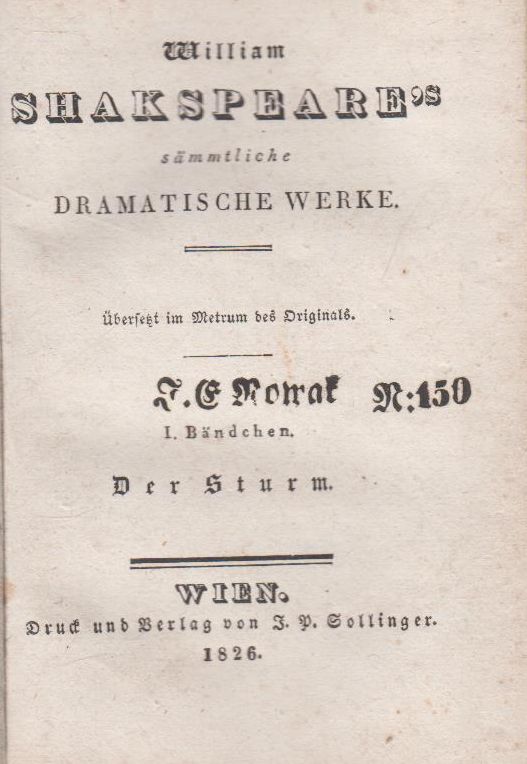 William
SHAKSPEARE'S
sämmtliche
DRAMATISCHE WERKE.
Übersetzt im Metrum des Originals.
J. E Nowak N: 150
I. Bändchen.
Der Sturm.
WIEN.
Druck und Verlag von J. P. Sollinger.
1826.